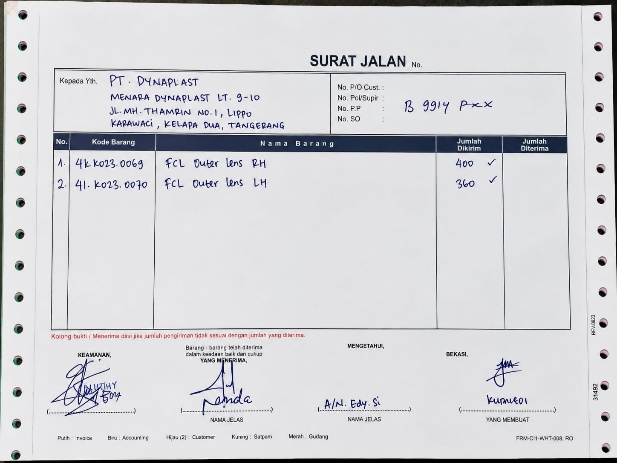 SURAT JALAN No.
Kepada Yth. PT. DYNAPLAST
MENARA DYNAPLAST LT. 9-10
JL. MH. THAMRIN NO. 1, LIPPO
KARAWACI, KELAPA DUA, TANGERANG
No. P/O Cust. :
No. Pol/Supir : B 9914 PXX
No. P.P :
No. SO :
No. Kode Barang Nama Barang Jumlah Dikirim Jumlah Diterima
1. 4K.K023.0069 FCL Outer Lens RH 400 ✓
2. 41.K023.0070 FCL Outer Lens LH 360 ✓
Kolong bukti / Menerima diisi jika jumlah pengiriman tidak sesuai dengan jumlah yang diterima.
KEAMANAN,
Barang - barang telah diterima
dalam keadaan baik dan cukup
YANG MENERIMA,
MENGETAHUI,
BEKASI,
Nanda
A/N. Edy. Si
KURNEDI
NAMA JELAS
NAMA JELAS
YANG MEMBUAT
Putih : Invoice Biru : Accounting Hijau (2) : Customer Kuning : Satpam Merah : Gudang
FRM-CI1-WHT-008, RO